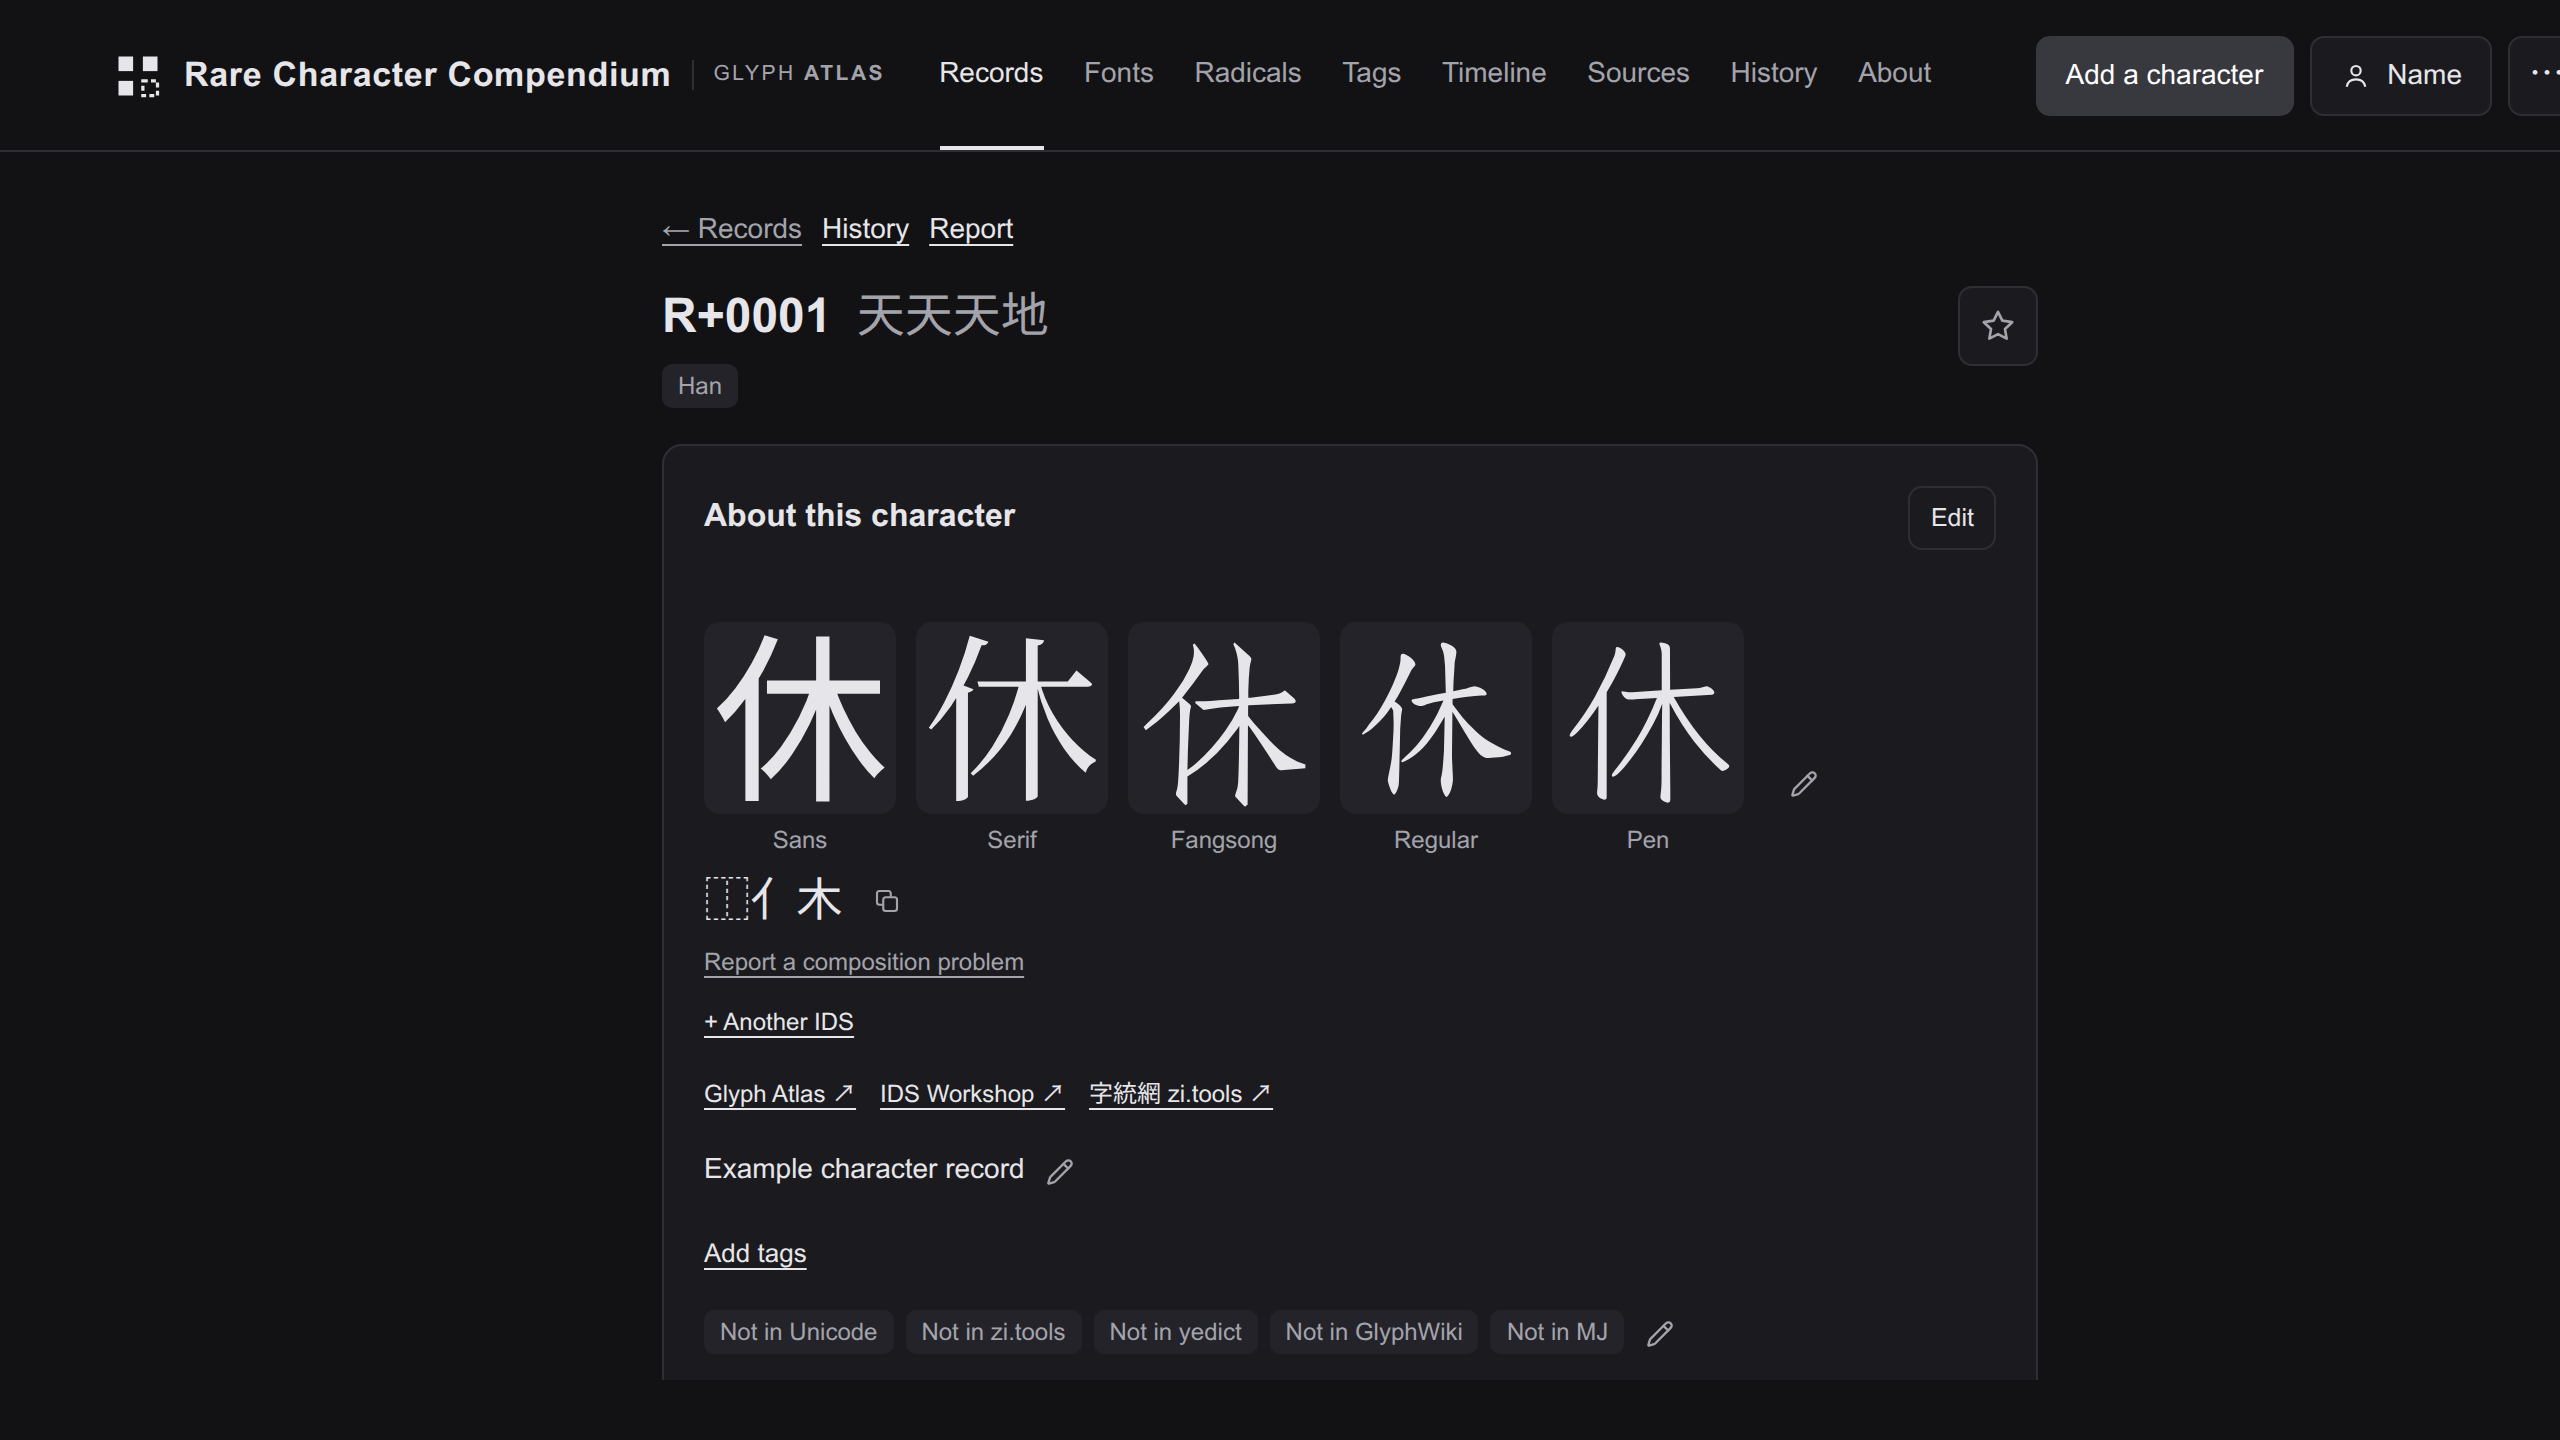 Rare Character Compendium GLYPH ATLAS Records Fonts Radicals Tags Timeline Sources History About Add a character Name ...
← Records History Report
R+0001 天天天地
Han
About this character Edit
休 休 休 休 休
Sans Serif Fangsong Regular Pen
⿰亻木
Report a composition problem
+ Another IDS
Glyph Atlas ↗ IDS Workshop ↗ 字統網 zi.tools ↗
Example character record
Add tags
Not in Unicode Not in zi.tools Not in yedict Not in GlyphWiki Not in MJ